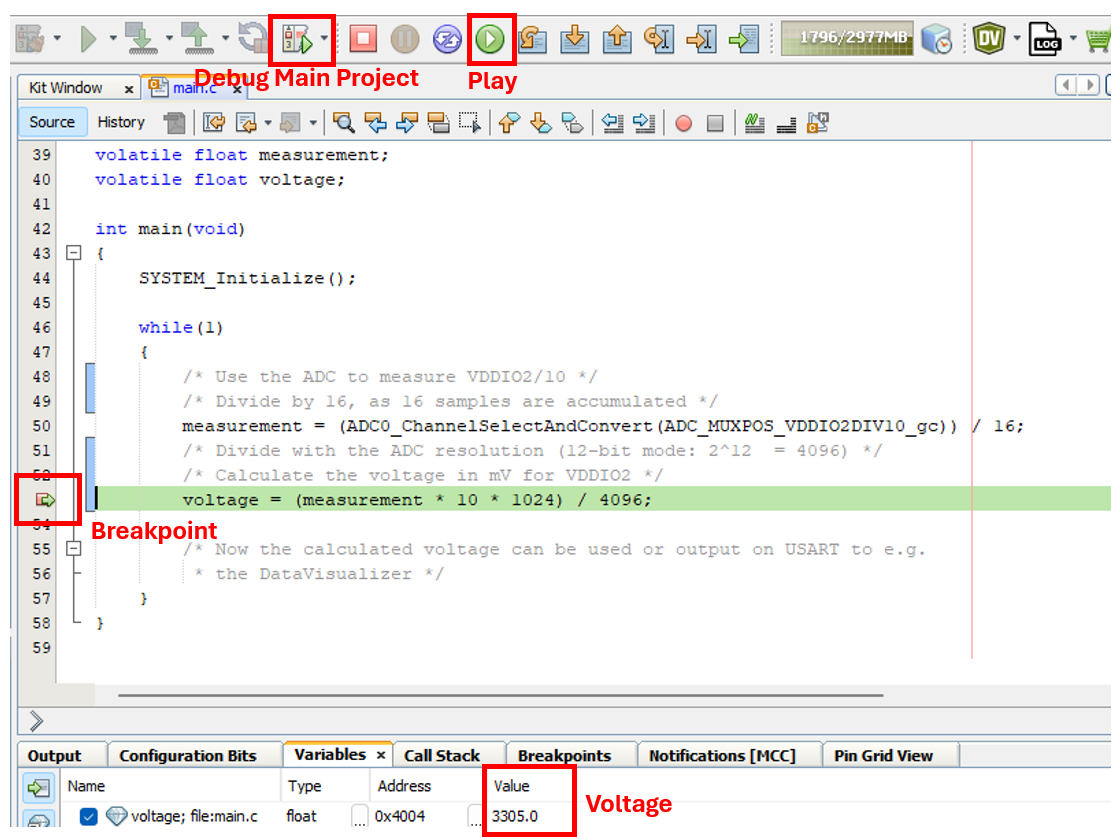 1796/2977MB
DV
LOG
Debug Main Project
Play
Kit Window x
main.c x
Source History
39 volatile float measurement;
40 volatile float voltage;
41
42 int main(void)
43 {
44 SYSTEM_Initialize();
45
46 while(1)
47 {
48 /* Use the ADC to measure VDDIO2/10 */
49 /* Divide by 16, as 16 samples are accumulated */
50 measurement = (ADC0_ChannelSelectAndConvert(ADC_MUXPOS_VDDIO2DIV10_gc)) / 16;
51 /* Divide with the ADC resolution (12-bit mode: 2^12  = 4096) */
52 /* Calculate the voltage in mV for VDDIO2 */
voltage = (measurement * 10 * 1024) / 4096;
Breakpoint
54
55 /* Now the calculated voltage can be used or output on USART to e.g.
56 * the DataVisualizer */
57 }
58 }
59
Output Configuration Bits Variables x Call Stack Breakpoints Notifications [MCC] Pin Grid View
Name Type Address Value
voltage; file:main.c float ... 0x4004 ... 3305.0
Voltage